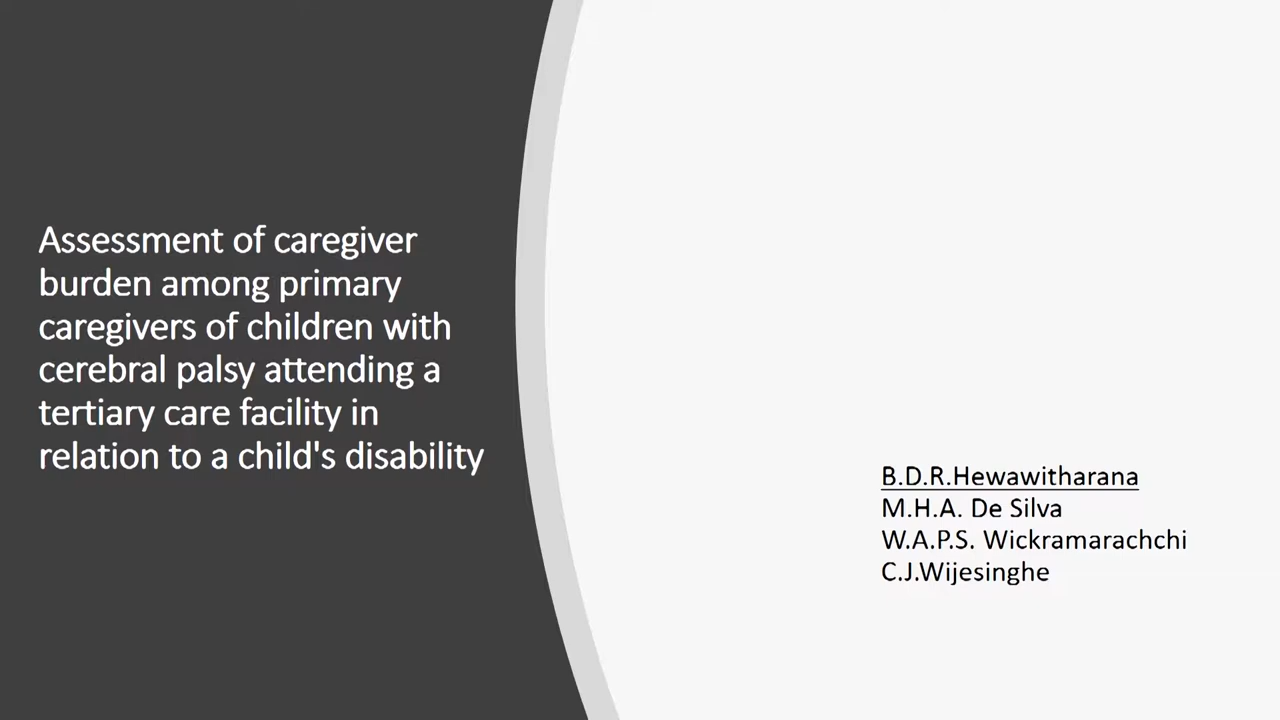 Assessment of caregiver
burden among primary
caregivers of children with
cerebral palsy attending a
tertiary care facility in
relation to a child's disability
B.D.R.Hewawitharana
M.H.A. De Silva
W.A.P.S. Wickramarachchi
C.J.Wijesinghe